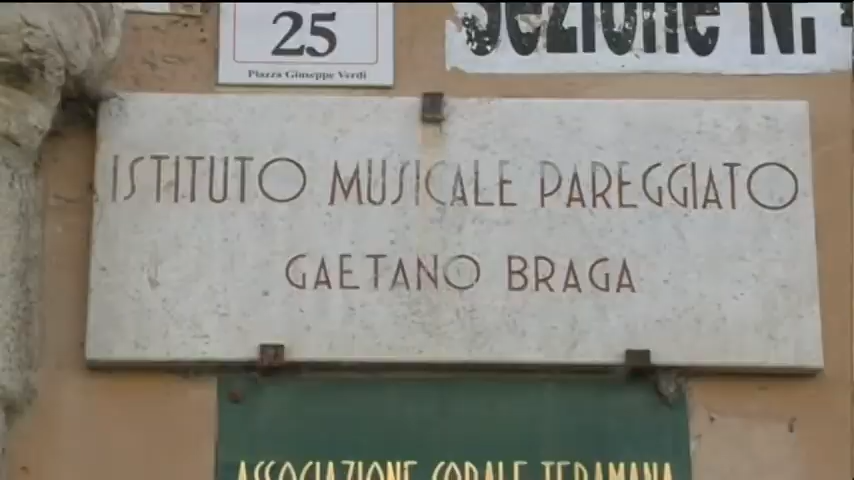 25
Piazza Giuseppe Verdi
Sezione N.
ISTITUTO MUSICALE PAREGGIATO
GAETANO BRAGA
ASSOCIAZIONE CORALE TERAMANA